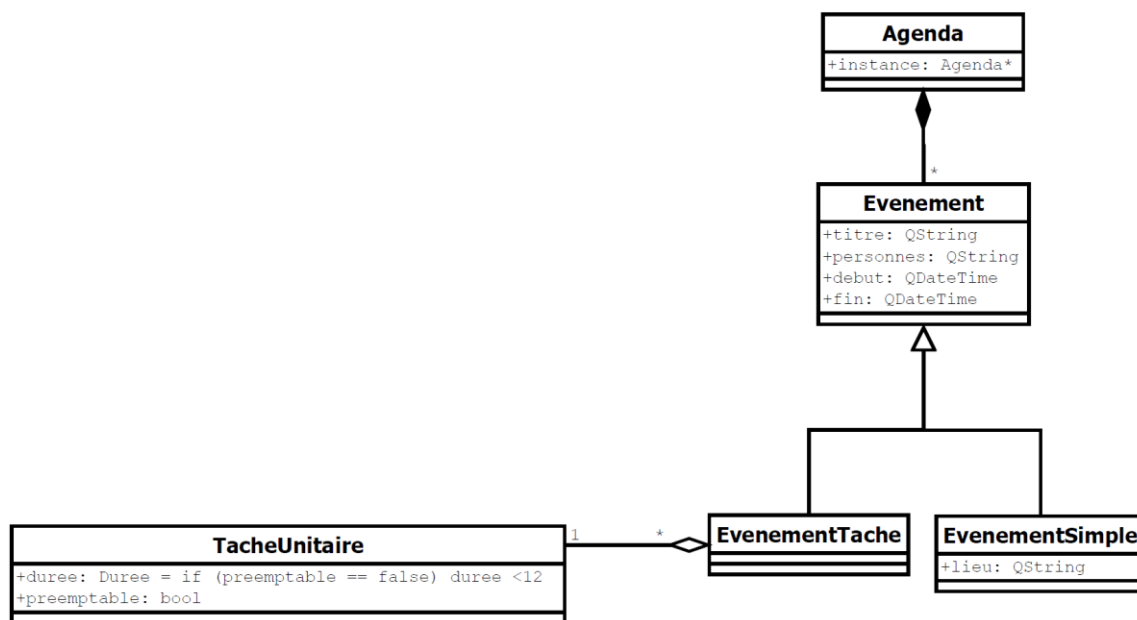 Agenda
+instance: Agenda*
*
Evenement
+titre: QString
+personnes: QString
+debut: QDateTime
+fin: QDateTime
1
*
EvenementTache
EvenementSimple
+lieu: QString
TacheUnitaire
+duree: Duree = if (preemptable == false) duree <12
+preemptable: bool